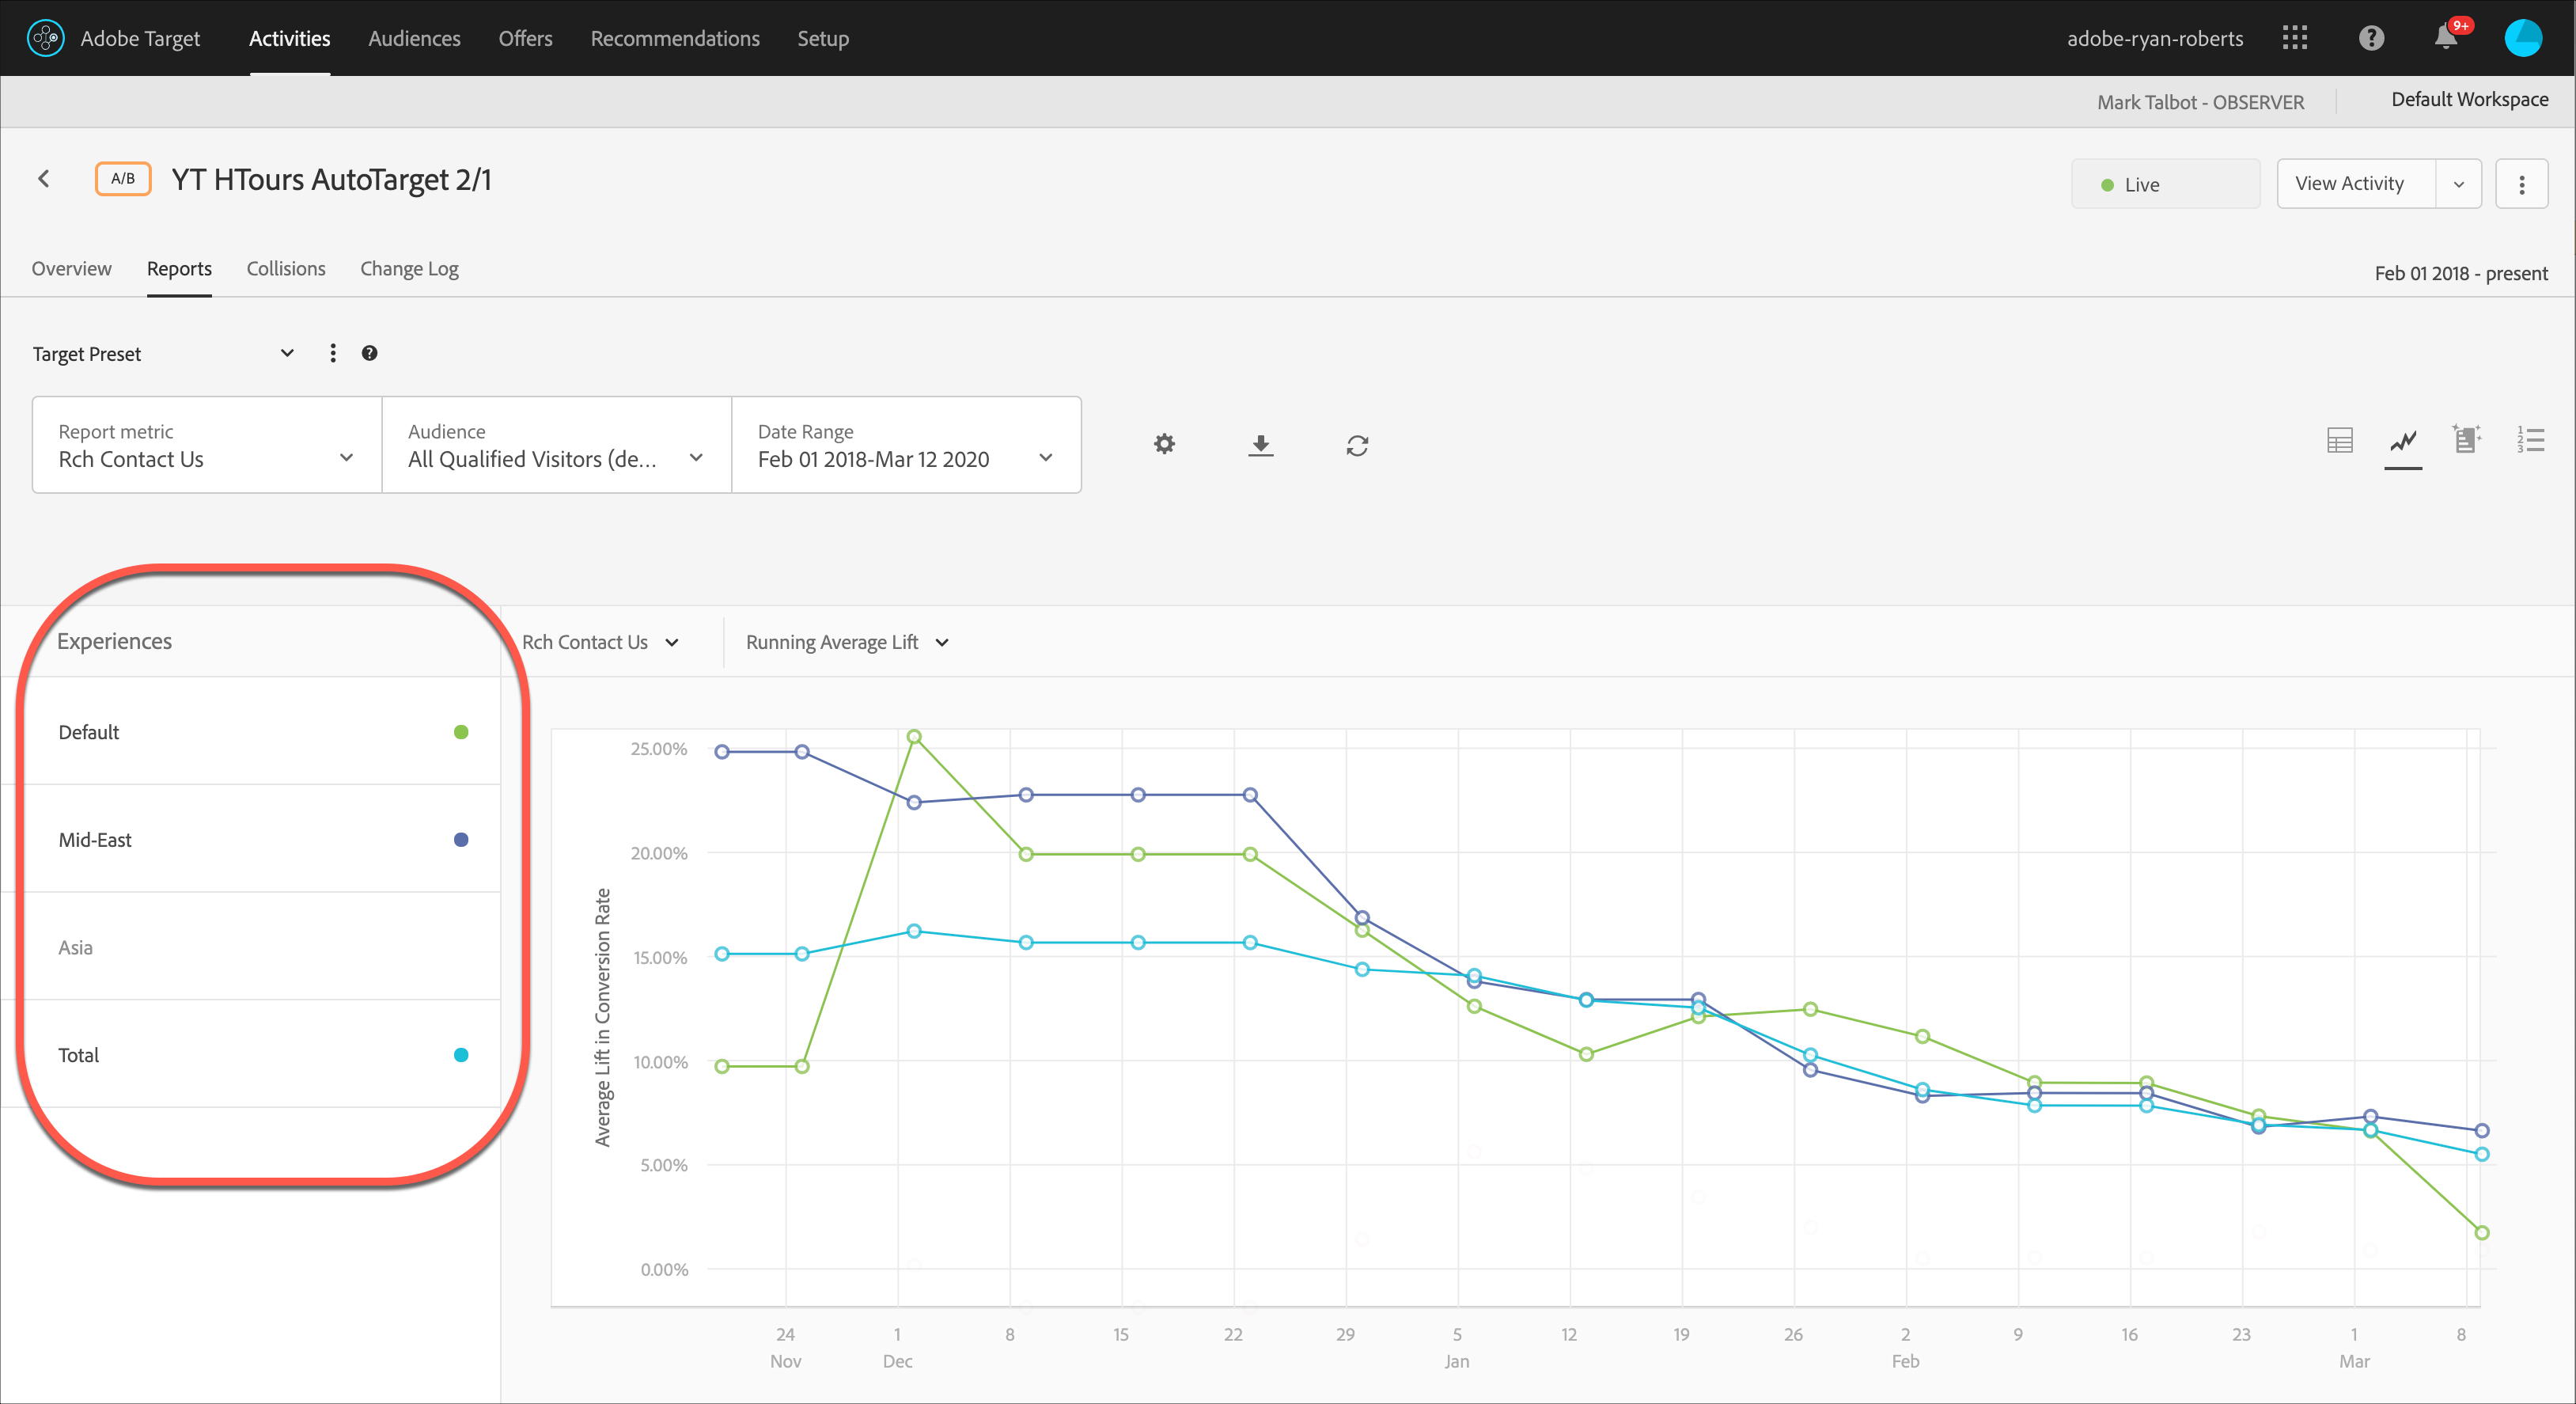 Adobe Target Activities Audiences Offers Recommendations Setup adobe-ryan-roberts ? 9+
Mark Talbot - OBSERVER Default Workspace
A/B YT HTours AutoTarget 2/1 Live View Activity
Overview Reports Collisions Change Log Feb 01 2018 - present
Target Preset ?
Report metric Audience Date Range
Rch Contact Us All Qualified Visitors (de... Feb 01 2018-Mar 12 2020
1
2
3
Experiences Rch Contact Us Running Average Lift
Default
Mid-East
Asia
Total
Average Lift in Conversion Rate
25.00%
20.00%
15.00%
10.00%
5.00%
0.00%
24 1 8 15 22 29 5 12 19 26 2 9 16 23 1 8
Nov Dec Jan Feb Mar